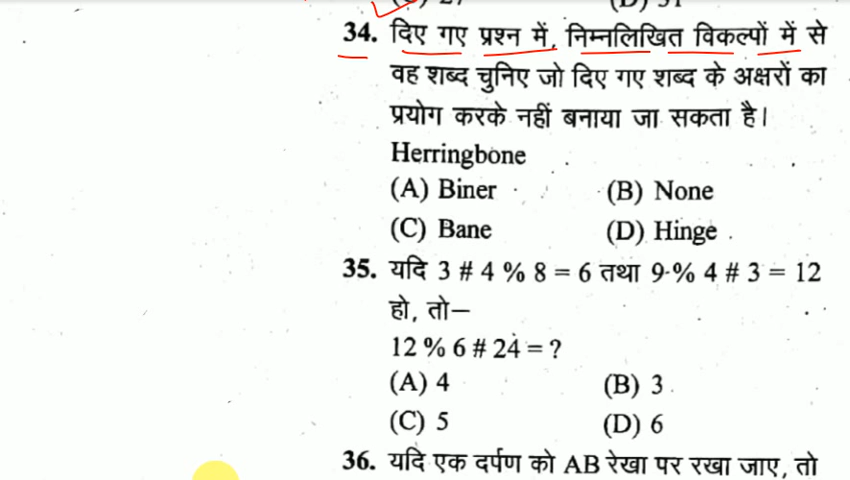 34. दिए गए प्रश्न में, निम्नलिखित विकल्पों में से
वह शब्द चुनिए जो दिए गए शब्द के अक्षरों का
प्रयोग करके नहीं बनाया जा सकता है।
Herringbone
(A) Biner (B) None
(C) Bane (D) Hinge
35. यदि 3 # 4 % 8 = 6 तथा 9 % 4 # 3 = 12
हो, तो–
12 % 6 # 24 = ?
(A) 4 (B) 3
(C) 5 (D) 6
36. यदि एक दर्पण को AB रेखा पर रखा जाए, तो